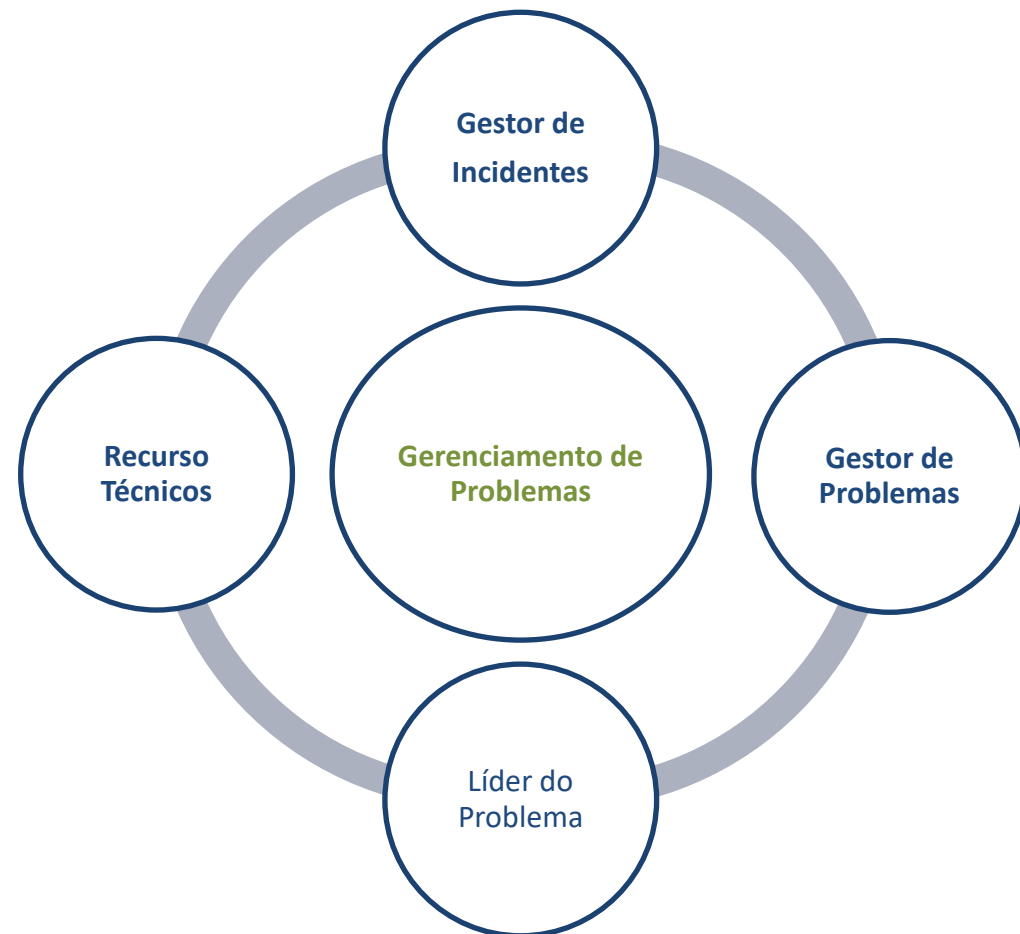 Gestor de
Incidentes
Recurso
Técnicos
Gerenciamento de
Problemas
Gestor de
Problemas
Líder do
Problema